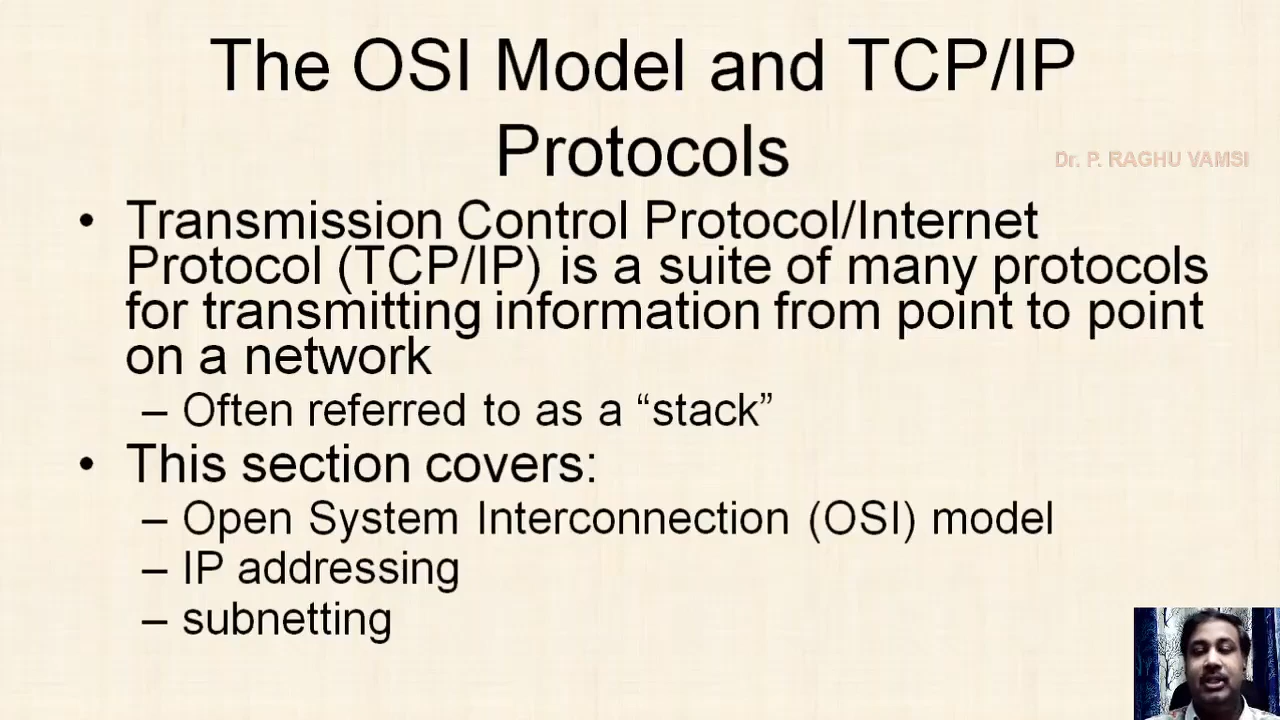 The OSI Model and TCP/IP
Protocols
Dr. P. RAGHU VAMSI
• Transmission Control Protocol/Internet
Protocol (TCP/IP) is a suite of many protocols
for transmitting information from point to point
on a network
– Often referred to as a “stack”
• This section covers:
– Open System Interconnection (OSI) model
– IP addressing
– subnetting